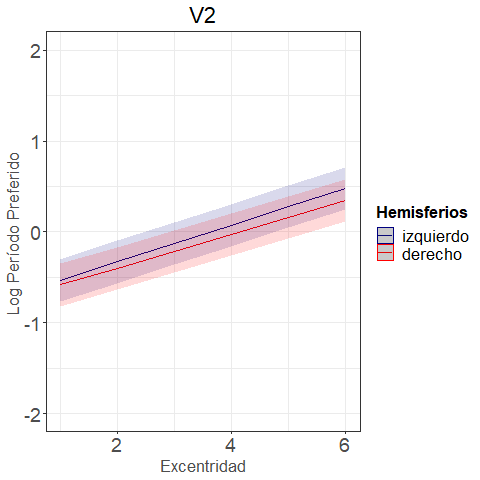 V2
Log Período Preferido
2
1
0
-1
-2
2
4
6
Excentridad
Hemisferios
izquierdo
derecho